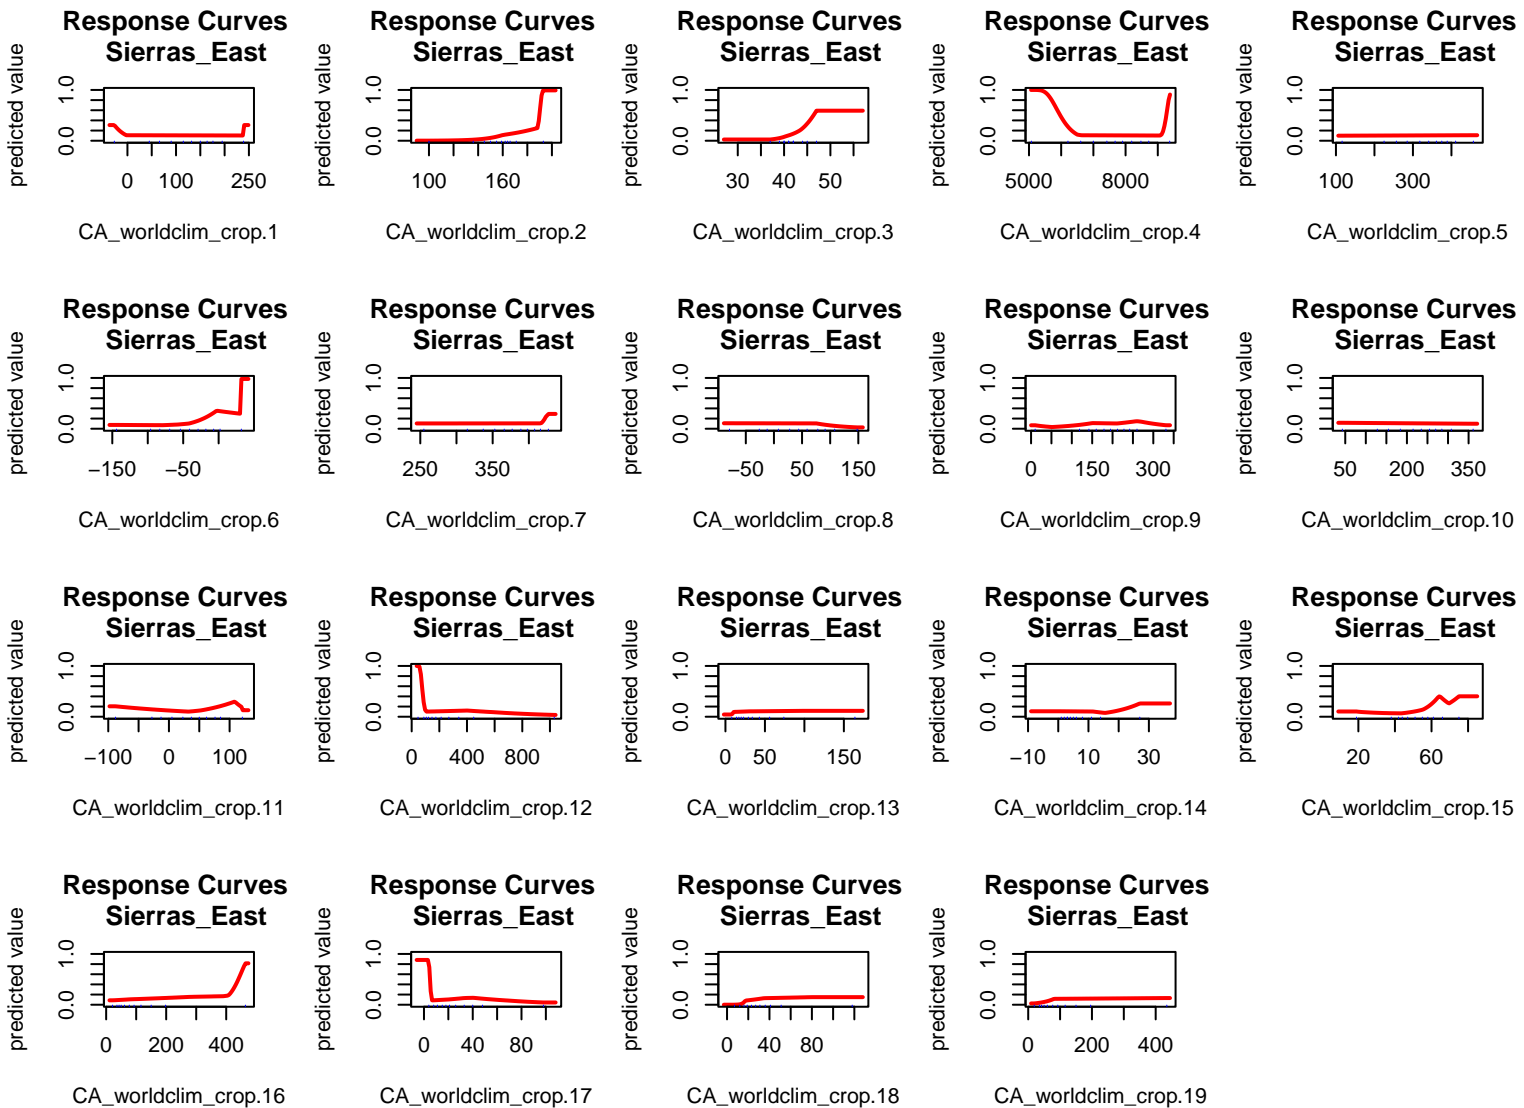 Response Curves
Sierras_East
predicted value
0.0 1.0
0 100 250
CA_worldclim_crop.1
Response Curves
Sierras_East
predicted value
0.0 1.0
100 160
CA_worldclim_crop.2
Response Curves
Sierras_East
predicted value
0.0 1.0
30 40 50
CA_worldclim_crop.3
Response Curves
Sierras_East
predicted value
0.0 1.0
5000 8000
CA_worldclim_crop.4
Response Curves
Sierras_East
predicted value
0.0 1.0
100 300
CA_worldclim_crop.5
Response Curves
Sierras_East
predicted value
0.0 1.0
−150 −50
CA_worldclim_crop.6
Response Curves
Sierras_East
predicted value
0.0 1.0
250 350
CA_worldclim_crop.7
Response Curves
Sierras_East
predicted value
0.0 1.0
−50 50 150
CA_worldclim_crop.8
Response Curves
Sierras_East
predicted value
0.0 1.0
0 150 300
CA_worldclim_crop.9
Response Curves
Sierras_East
predicted value
0.0 1.0
50 200 350
CA_worldclim_crop.10
Response Curves
Sierras_East
predicted value
0.0 1.0
−100 0 100
CA_worldclim_crop.11
Response Curves
Sierras_East
predicted value
0.0 1.0
0 400 800
CA_worldclim_crop.12
Response Curves
Sierras_East
predicted value
0.0 1.0
0 50 150
CA_worldclim_crop.13
Response Curves
Sierras_East
predicted value
0.0 1.0
−10 10 30
CA_worldclim_crop.14
Response Curves
Sierras_East
predicted value
0.0 1.0
20 60
CA_worldclim_crop.15
Response Curves
Sierras_East
predicted value
0.0 1.0
0 200 400
CA_worldclim_crop.16
Response Curves
Sierras_East
predicted value
0.0 1.0
0 40 80
CA_worldclim_crop.17
Response Curves
Sierras_East
predicted value
0.0 1.0
0 40 80
CA_worldclim_crop.18
Response Curves
Sierras_East
predicted value
0.0 1.0
0 200 400
CA_worldclim_crop.19